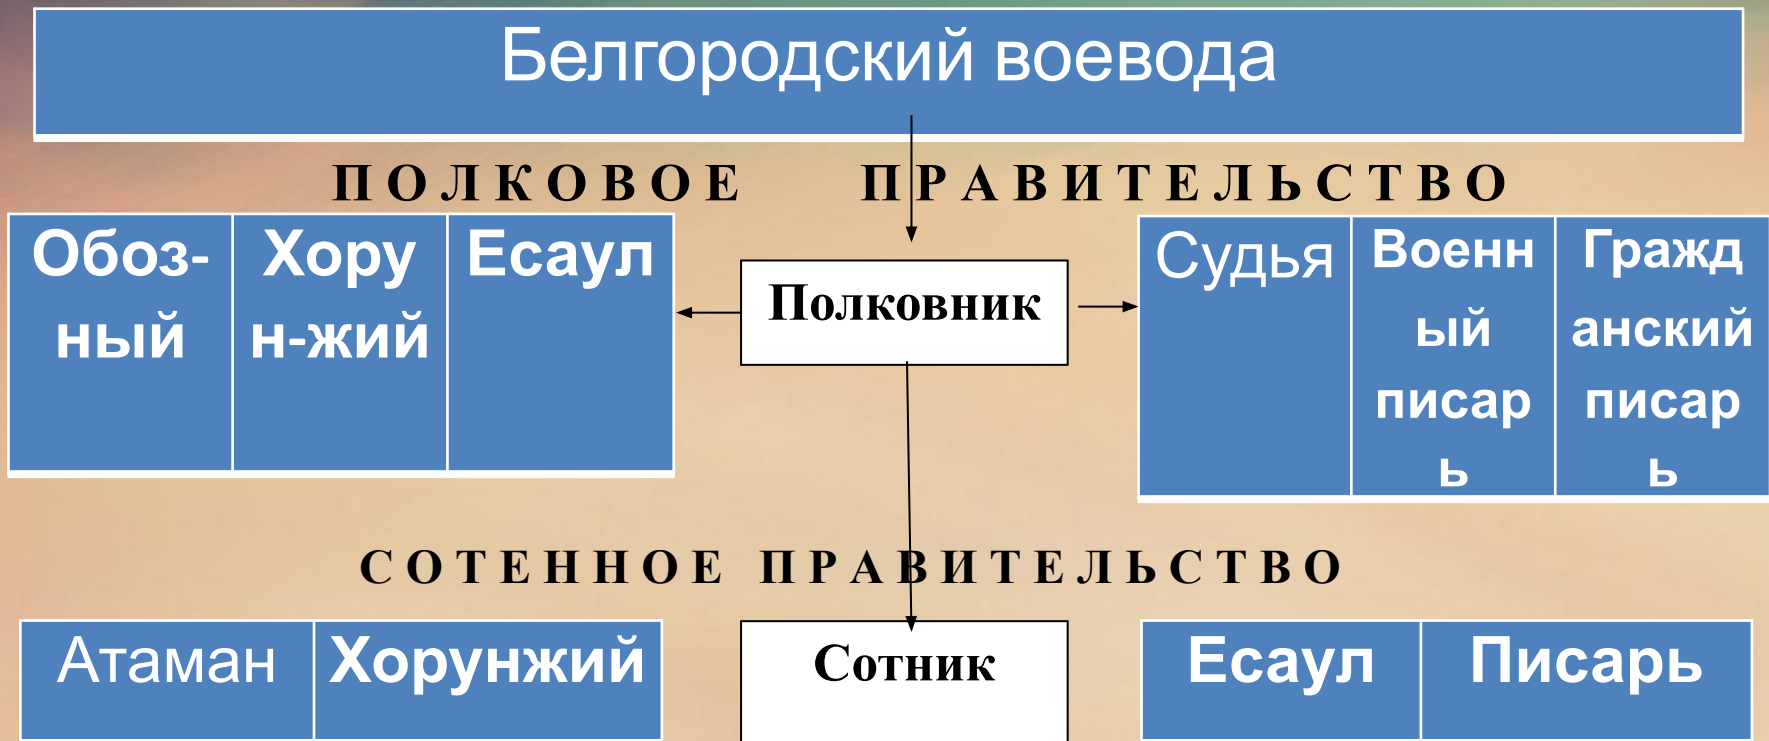 Белгородский воевода
ПОЛКОВОЕ ПРАВИТЕЛЬСТВО
Обоз-
ный
Хору
н-жий
Есаул
Полковник
Судья
Военн
ый
писар
ь
Гражд
анский
писар
ь
СОТЕННОЕ ПРАВИТЕЛЬСТВО
Атаман
Хорунжий
Сотник
Есаул
Писарь